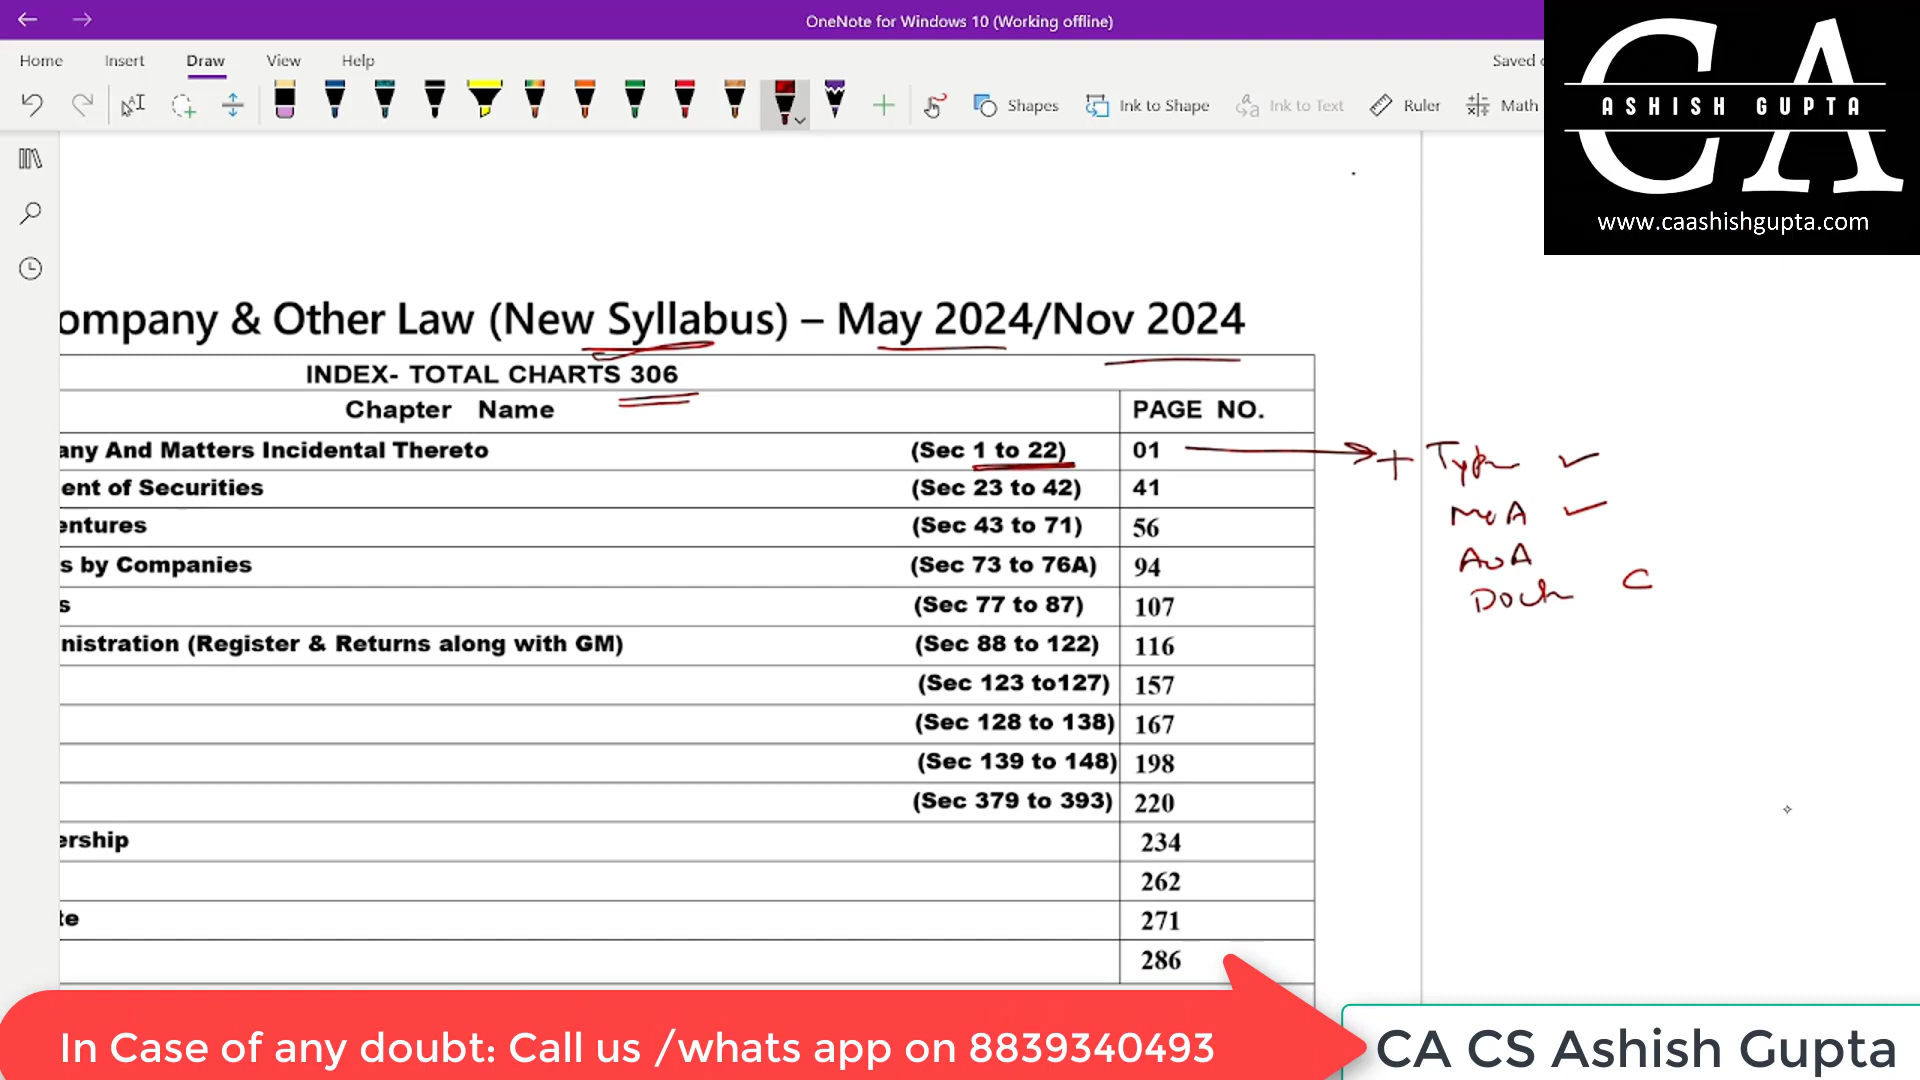 OneNote for Windows 10 (Working offline)
Home Insert Draw View Help Saved
Shapes Ink to Shape Ink to Text Ruler Math
CA
ASHISH GUPTA
www.caashishgupta.com
ompany & Other Law (New Syllabus) – May 2024/Nov 2024
INDEX- TOTAL CHARTS 306
Chapter Name PAGE NO.
any And Matters Incidental Thereto (Sec 1 to 22) 01
ent of Securities (Sec 23 to 42) 41
entures (Sec 43 to 71) 56
s by Companies (Sec 73 to 76A) 94
s (Sec 77 to 87) 107
nistration (Register & Returns along with GM) (Sec 88 to 122) 116
(Sec 123 to127) 157
(Sec 128 to 138) 167
(Sec 139 to 148) 198
(Sec 379 to 393) 220
ership 234
262
te 271
286
+ Type
MoA
AoA
C
In Case of any doubt: Call us /whats app on 8839340493
CA CS Ashish Gupta